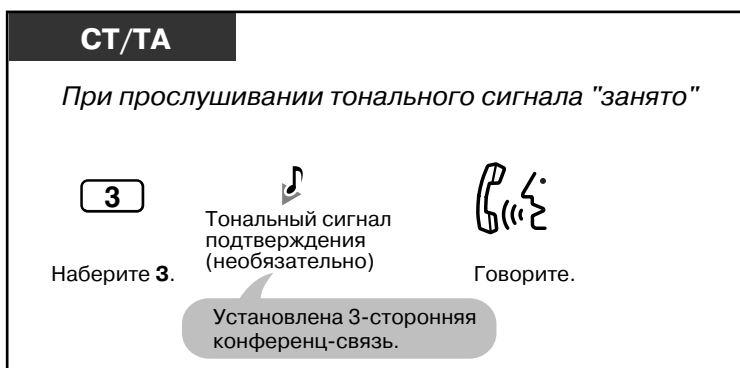 СТ/ТА
При прослушивании тонального сигнала "занято"
3
Тональный сигнал
подтверждения
(необязательно)
Наберите 3.
Говорите.
Установлена 3-сторонняя
конференц-связь.